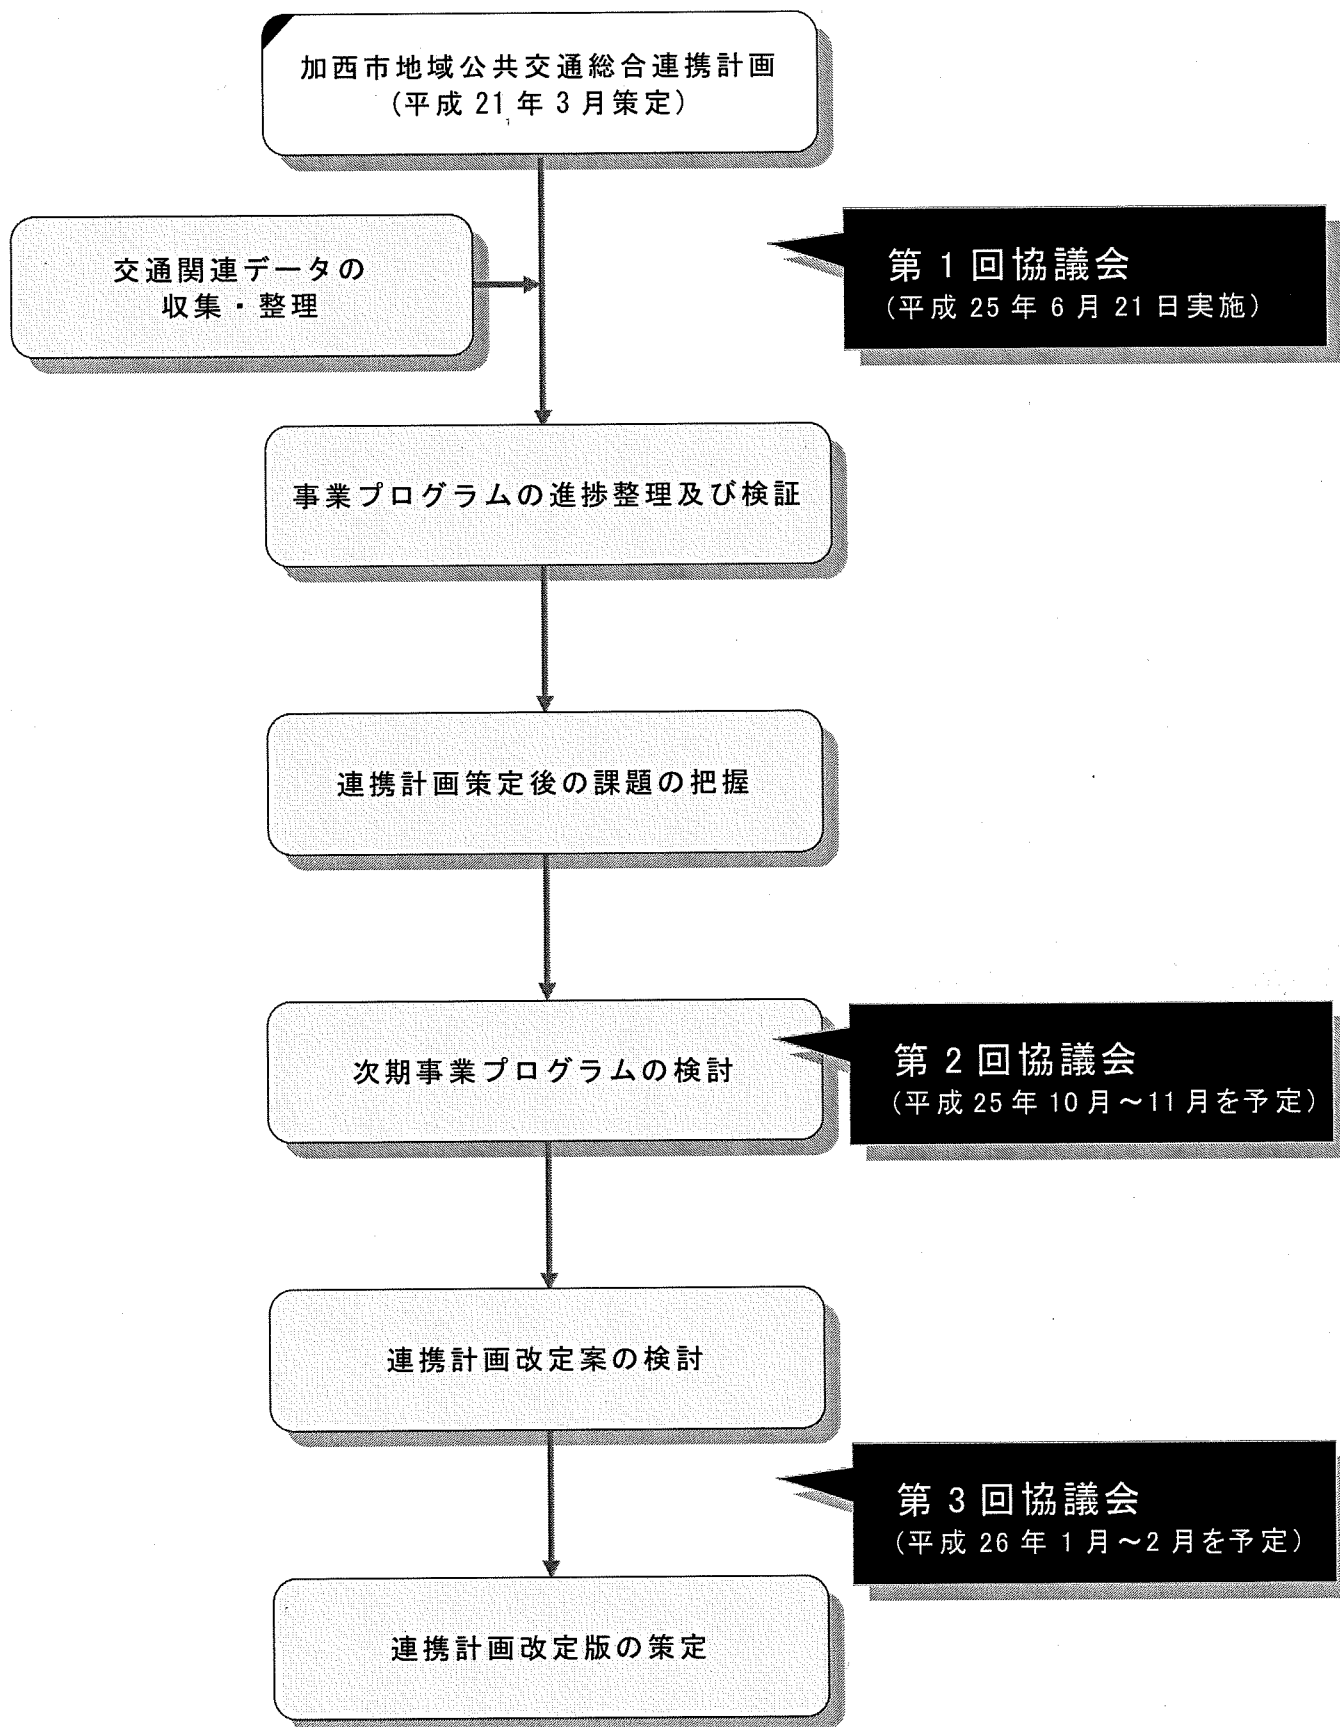 加西市地域公共交通総合連携計画
(平成 21 年 3 月策定)
交通関連データの
収集・整理
第 1 回協議会
(平成 25 年 6 月 21 日実施)
事業プログラムの進捗整理及び検証
連携計画策定後の課題の把握
次期事業プログラムの検討
第 2 回協議会
(平成 25 年 10 月～11 月を予定)
連携計画改定案の検討
第 3 回協議会
(平成 26 年 1 月～2 月を予定)
連携計画改定版の策定